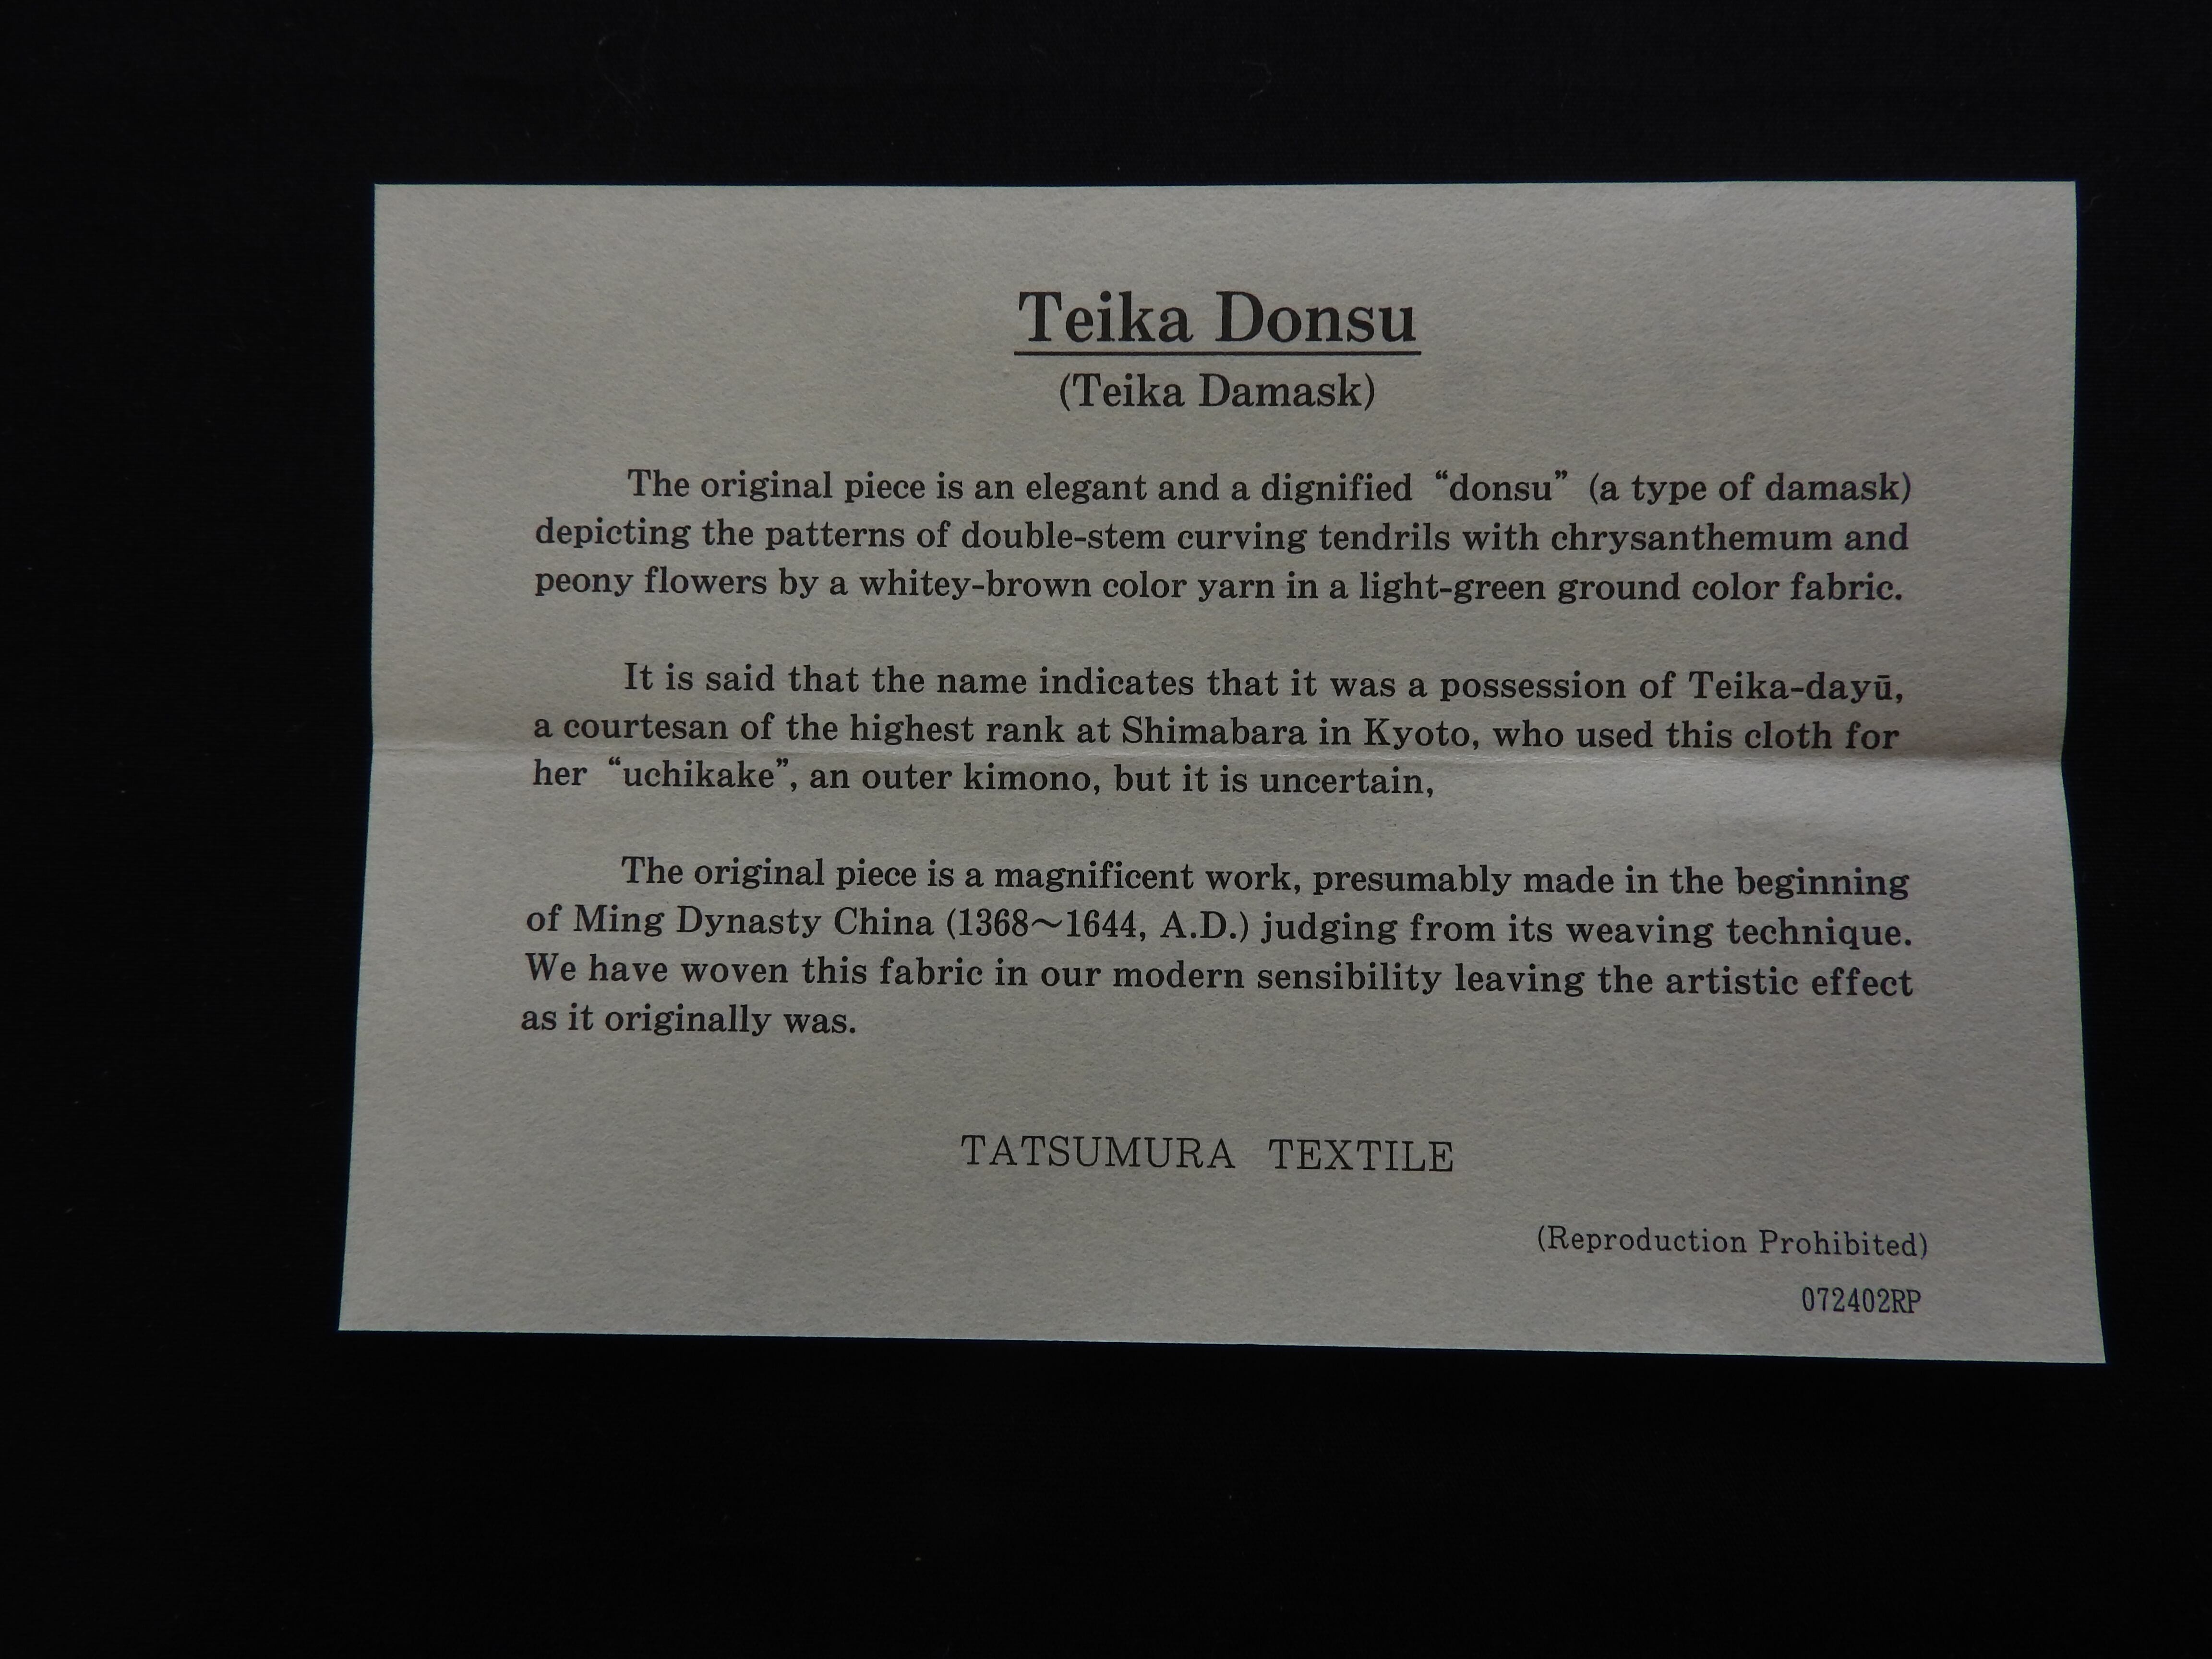 Teika Donsu
(Teika Damask)
The original piece is an elegant and a dignified “donsu” (a type of damask)
depicting the patterns of double-stem curving tendrils with chrysanthemum and
peony flowers by a whitey-brown color yarn in a light-green ground color fabric.
It is said that the name indicates that it was a possession of Teika-dayū,
a courtesan of the highest rank at Shimabara in Kyoto, who used this cloth for
her “uchikake”, an outer kimono, but it is uncertain,
The original piece is a magnificent work, presumably made in the beginning
of Ming Dynasty China (1368～1644, A.D.) judging from its weaving technique.
We have woven this fabric in our modern sensibility leaving the artistic effect
as it originally was.
TATSUMURA TEXTILE
(Reproduction Prohibited)
072402RP